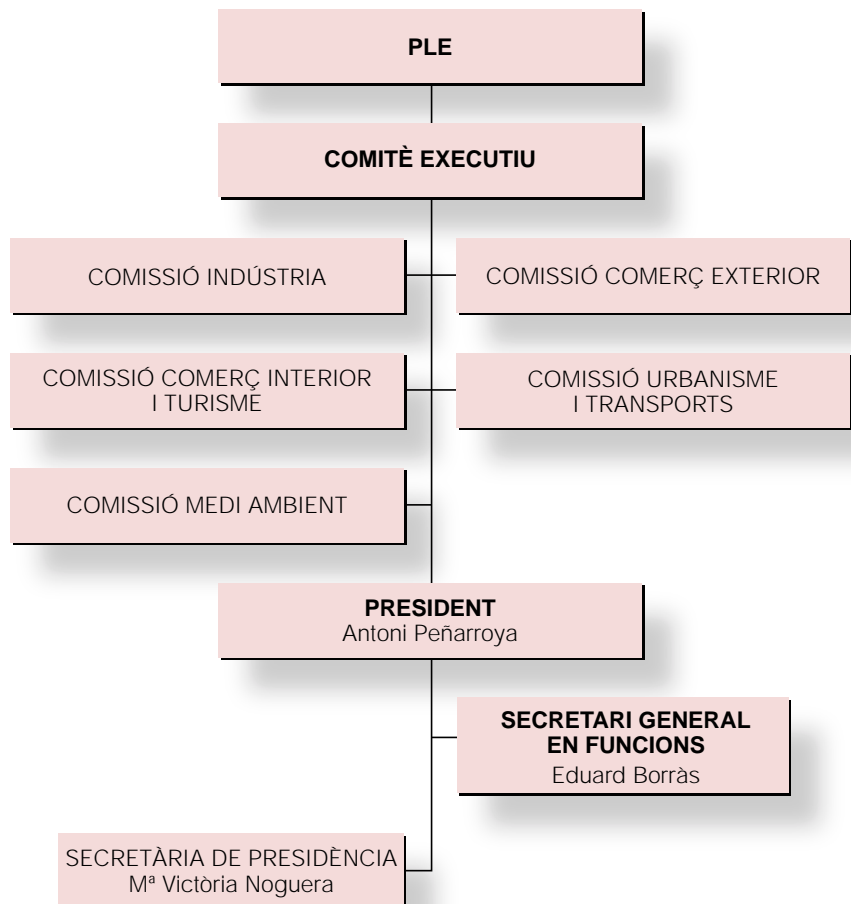 PLE
COMITÈ EXECUTIU
COMISSIÓ INDÚSTRIA
COMISSIÓ COMERÇ EXTERIOR
COMISSIÓ COMERÇ INTERIOR
I TURISME
COMISSIÓ URBANISME
I TRANSPORTS
COMISSIÓ MEDI AMBIENT
PRESIDENT
Antoni Peñarroya
SECRETARI GENERAL
EN FUNCIONS
Eduard Borràs
SECRETÀRIA DE PRESIDÈNCIA
Mª Victòria Noguera